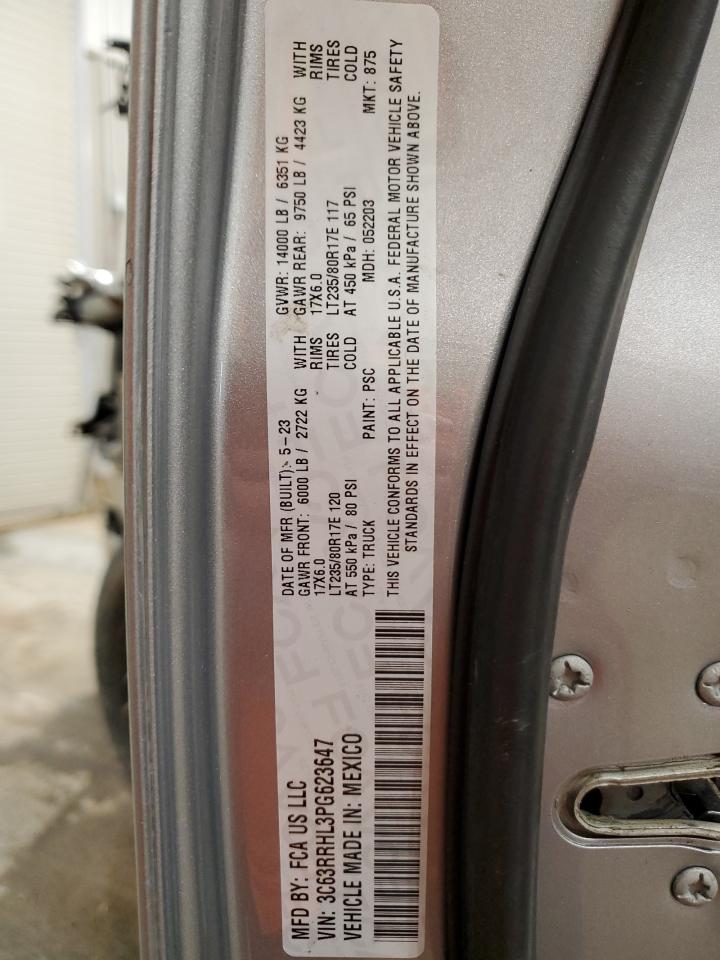 MFD BY: FCA US LLC
VIN: 3C63RRHL3PG623647
VEHICLE MADE IN: MEXICO
DATE OF MFR (BUILT): 5-23 GVWR: 14000 LB / 6351 KG
GAWR FRONT: 6000 LB / 2722 KG WITH GAWR REAR: 9750 LB / 4423 KG WITH
17X6.0 RIMS 17X6.0 RIMS
LT235/80R17E 120 TIRES LT235/80R17E 117 TIRES
AT 550 kPa / 80 PSI COLD AT 450 kPa / 65 PSI COLD
TYPE: TRUCK PAINT: PSC MDH: 052203 MKT: 875
THIS VEHICLE CONFORMS TO ALL APPLICABLE U.S.A. FEDERAL MOTOR VEHICLE SAFETY
STANDARDS IN EFFECT ON THE DATE OF MANUFACTURE SHOWN ABOVE.